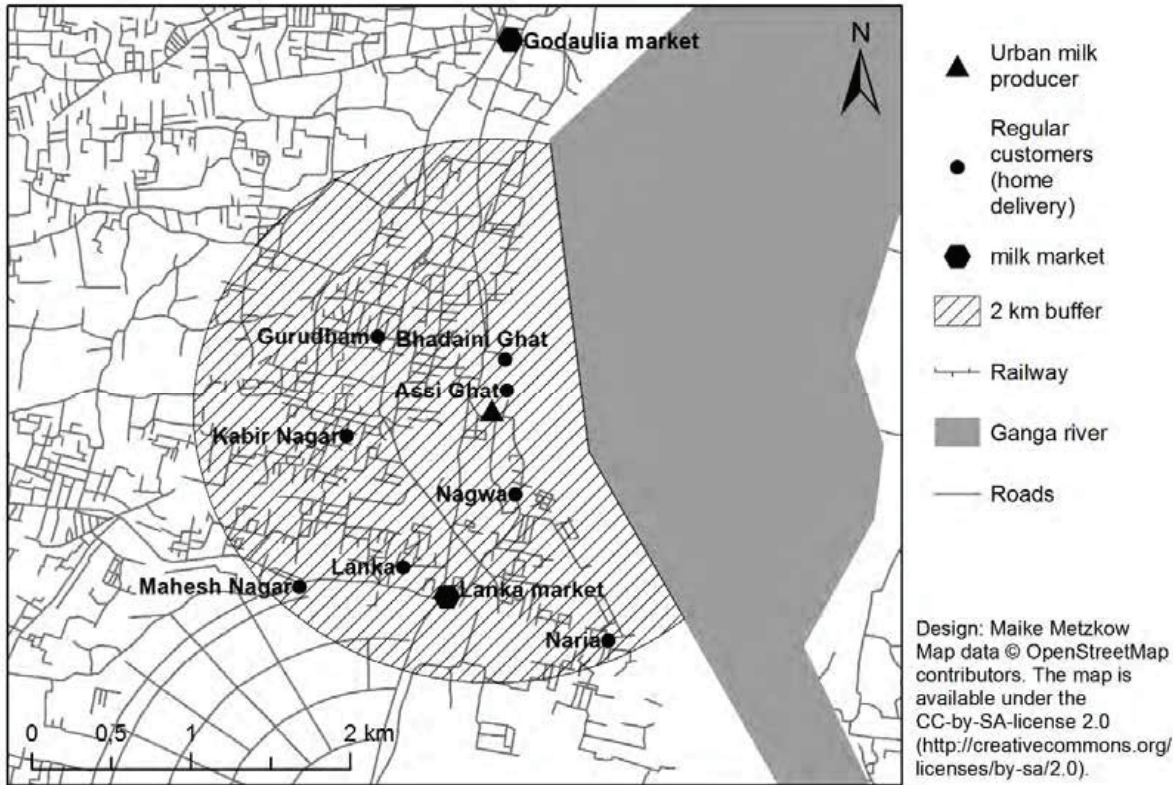 Godaulia market
N
Gurudham
Bhadaini Ghat
Assi Ghat
Kabir Nagar
Nagwa
Lanka
Mahesh Nagar
Lanka market
Naria
0 0,5 1 2 km
Urban milk
producer
Regular
customers
(home
delivery)
milk market
2 km buffer
Railway
Ganga river
Roads
Design: Maike Metzkow
Map data © OpenStreetMap
contributors. The map is
available under the
CC-by-SA-license 2.0
(http://creativecommons.org/
licenses/by-sa/2.0).